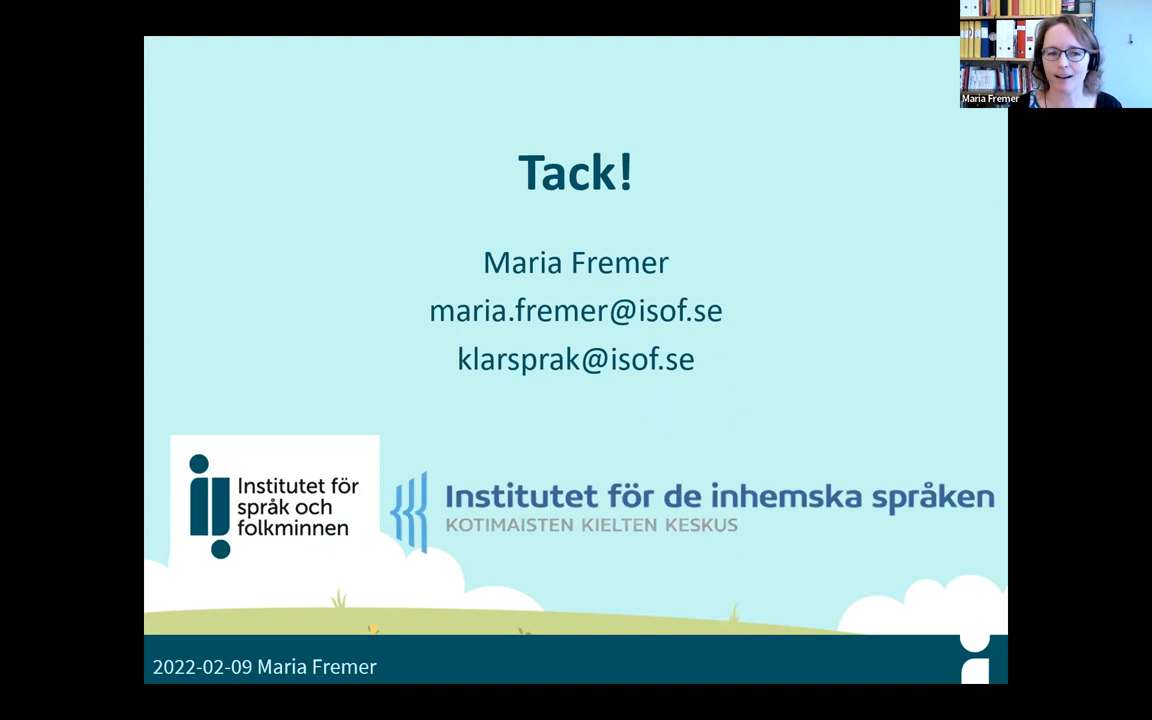 Maria Fremer
Tack!
Maria Fremer
maria.fremer@isof.se
klarsprak@isof.se
Institutet för
språk och
folkminnen
Institutet för de inhemska språken
KOTIMAISTEN KIELTEN KESKUS
2022-02-09 Maria Fremer